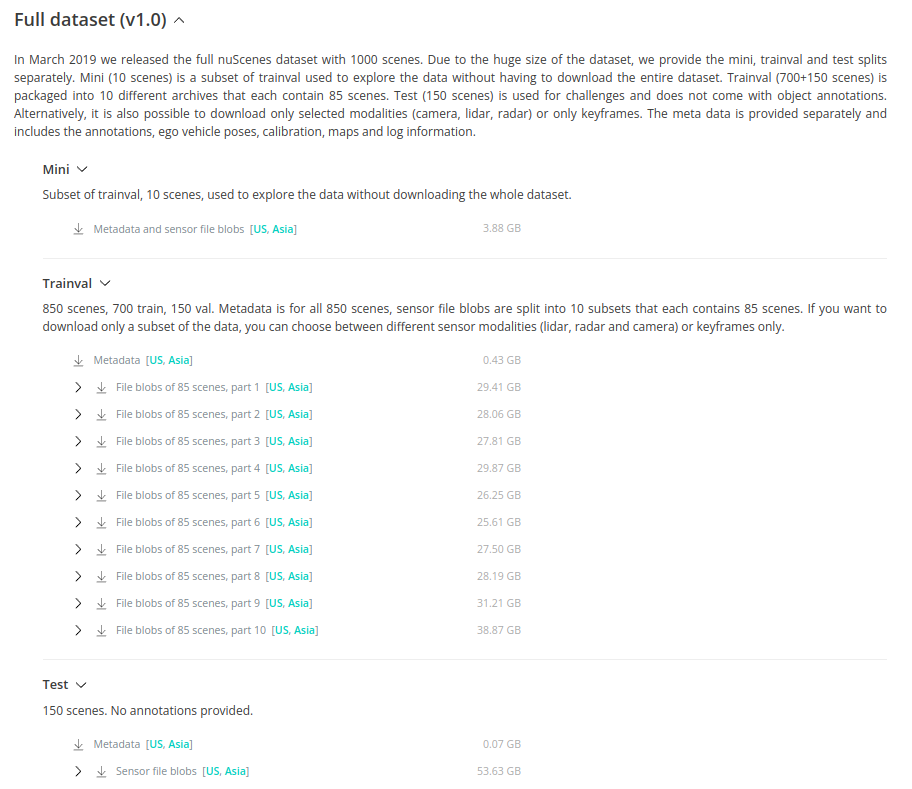 Full dataset (v1.0)
In March 2019 we released the full nuScenes dataset with 1000 scenes. Due to the huge size of the dataset, we provide the mini, trainval and test splits
separately. Mini (10 scenes) is a subset of trainval used to explore the data without having to download the entire dataset. Trainval (700+150 scenes) is
packaged into 10 different archives that each contain 85 scenes. Test (150 scenes) is used for challenges and does not come with object annotations.
Alternatively, it is also possible to download only selected modalities (camera, lidar, radar) or only keyframes. The meta data is provided separately and
includes the annotations, ego vehicle poses, calibration, maps and log information.
Mini
Subset of trainval, 10 scenes, used to explore the data without downloading the whole dataset.
Metadata and sensor file blobs [US, Asia] 3.88 GB
Trainval
850 scenes, 700 train, 150 val. Metadata is for all 850 scenes, sensor file blobs are split into 10 subsets that each contains 85 scenes. If you want to
download only a subset of the data, you can choose between different sensor modalities (lidar, radar and camera) or keyframes only.
Metadata [US, Asia] 0.43 GB
File blobs of 85 scenes, part 1 [US, Asia] 29.41 GB
File blobs of 85 scenes, part 2 [US, Asia] 28.06 GB
File blobs of 85 scenes, part 3 [US, Asia] 27.81 GB
File blobs of 85 scenes, part 4 [US, Asia] 29.87 GB
File blobs of 85 scenes, part 5 [US, Asia] 26.25 GB
File blobs of 85 scenes, part 6 [US, Asia] 25.61 GB
File blobs of 85 scenes, part 7 [US, Asia] 27.50 GB
File blobs of 85 scenes, part 8 [US, Asia] 28.19 GB
File blobs of 85 scenes, part 9 [US, Asia] 31.21 GB
File blobs of 85 scenes, part 10 [US, Asia] 38.87 GB
Test
150 scenes. No annotations provided.
Metadata [US, Asia] 0.07 GB
Sensor file blobs [US, Asia] 53.63 GB